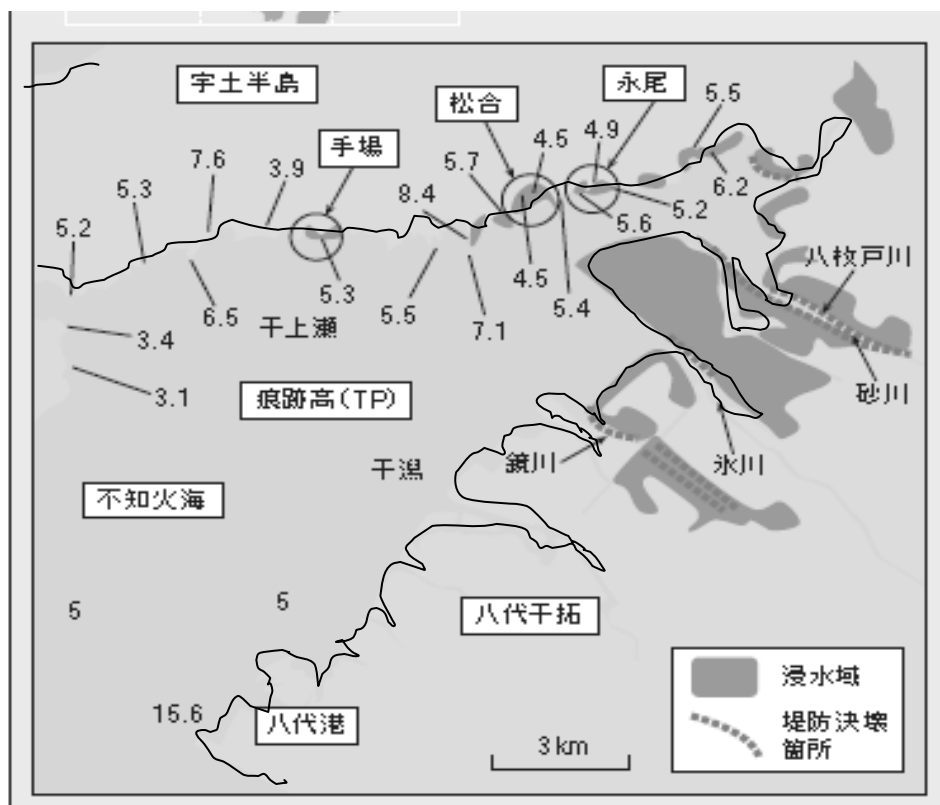 宇土半島
永尾
松合
5.5
4.5
4.9
手場
7.6
3.9
5.7
6.2
5.3
8.4
5.2
5.6
5.2
八枚戸川
4.5
5.3
5.4
6.5
5.5
干上瀬
7.1
3.4
砂川
3.1
痕跡高(TP)
鏡川
氷川
干潟
不知火海
5
5
八代干拓
浸水域
15.6
八代港
堤防決壊
箇所
3km